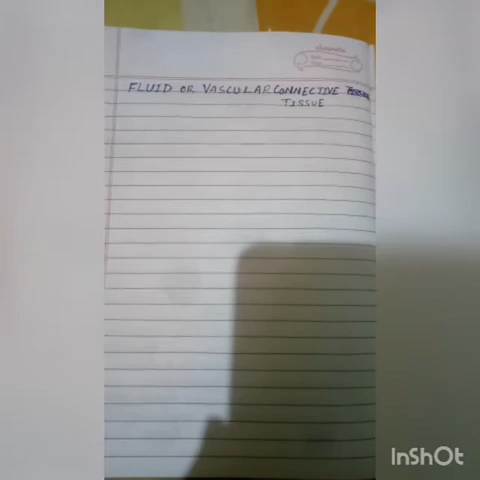 FLUID OR VASCULAR CONNECTIVE
TISSUE
InShOt